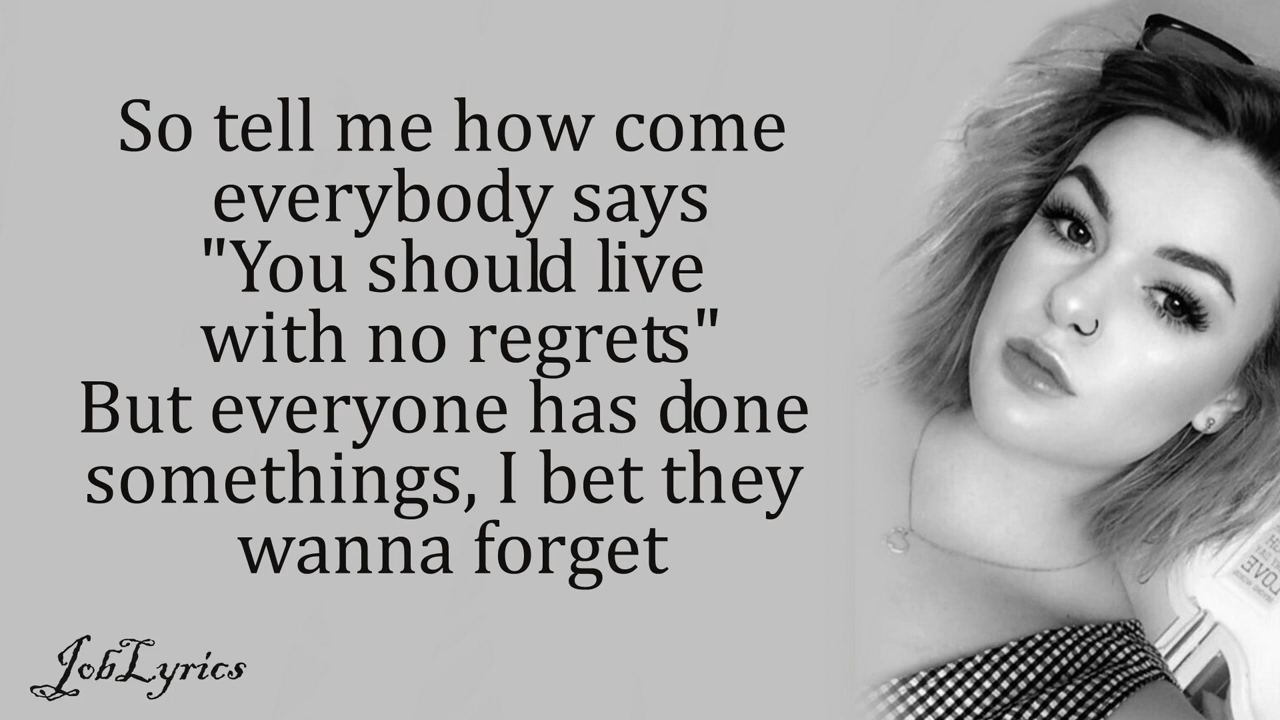 So tell me how come
everybody says
"You should live
with no regrets"
But everyone has done
somethings, I bet they
wanna forget
JobLyrics
LOVE